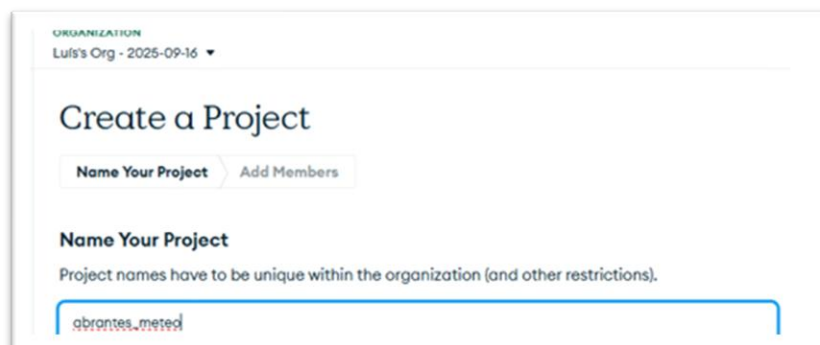 ORGANIZATION
Luís's Org - 2025-09-16
Create a Project
Name Your Project Add Members
Name Your Project
Project names have to be unique within the organization (and other restrictions).
abrantes_meteo